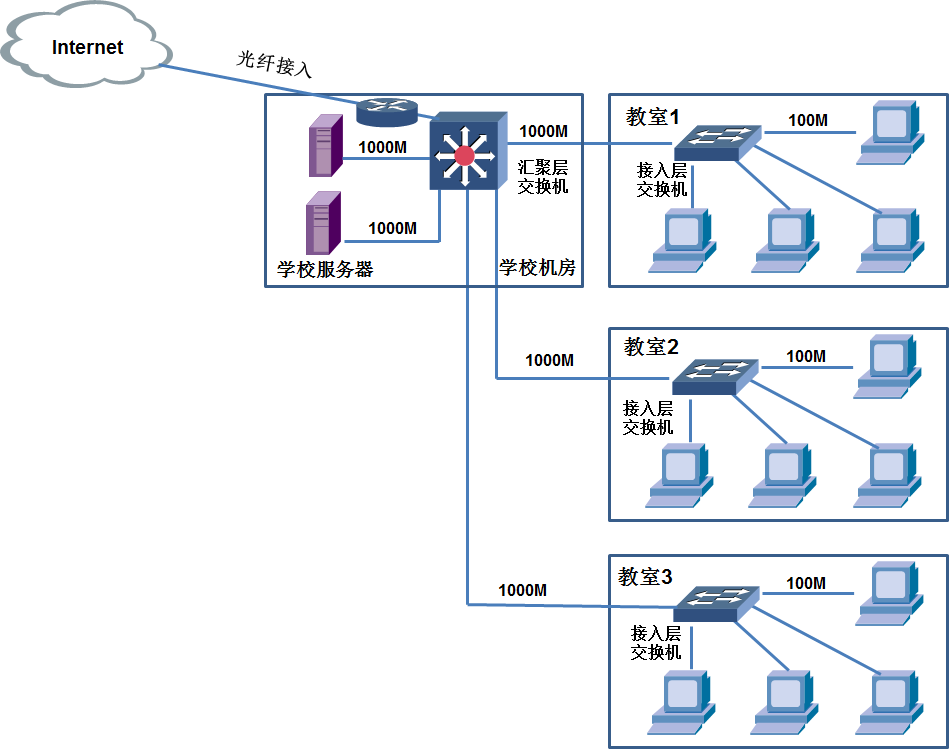 Internet
光纤接入
1000M
1000M
学校服务器
汇聚层
交换机
学校机房
1000M
教室1
100M
接入层
交换机
1000M
教室2
100M
接入层
交换机
1000M
教室3
100M
接入层
交换机